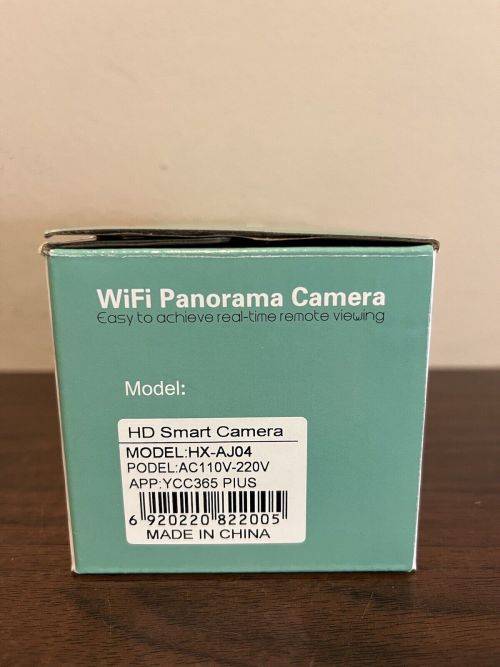 WiFi Panorama Camera
Easy to achieve real-time remote viewing
Model:
HD Smart Camera
MODEL:HX-AJ04
PODEL:AC110V-220V
APP:YCC365 PIUS
6 920220 822005
MADE IN CHINA